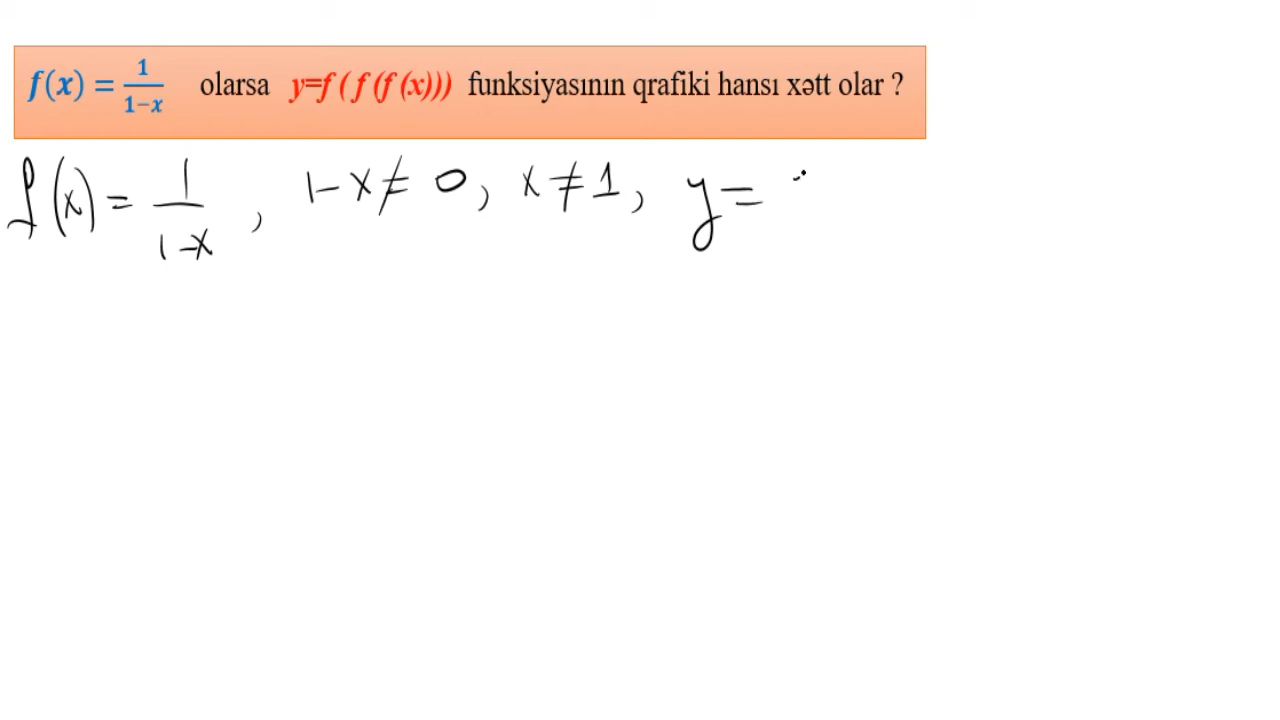 f(x) = 1/(1−x) olarsa y=f ( f (f (x))) funksiyasının qrafiki hansı xətt olar ?
f(x) = 1/(1-x) , 1-x ≠ 0, x ≠ 1, y =